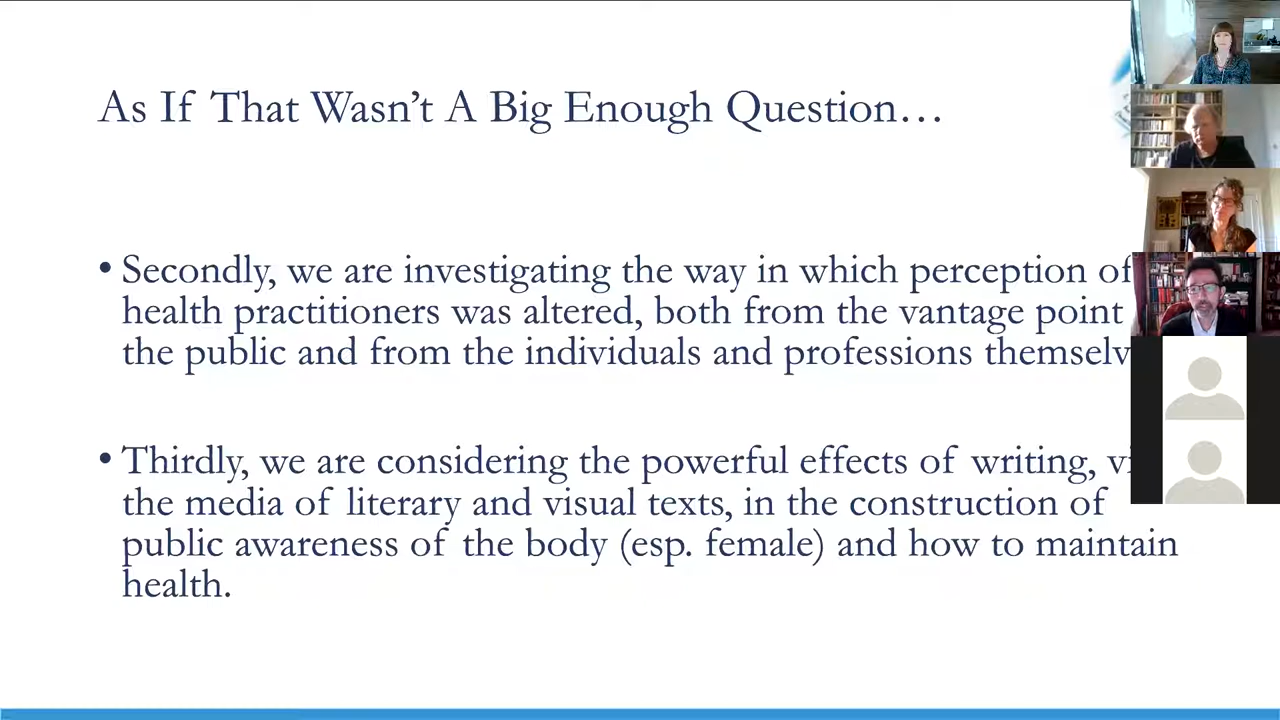 As If That Wasn't A Big Enough Question…
• Secondly, we are investigating the way in which perception of
health practitioners was altered, both from the vantage point
the public and from the individuals and professions
• Thirdly, we are considering the powerful effects of writing,
the media of literary and visual texts, in the construction of
public awareness of the body (esp. female) and how to maintain
health.